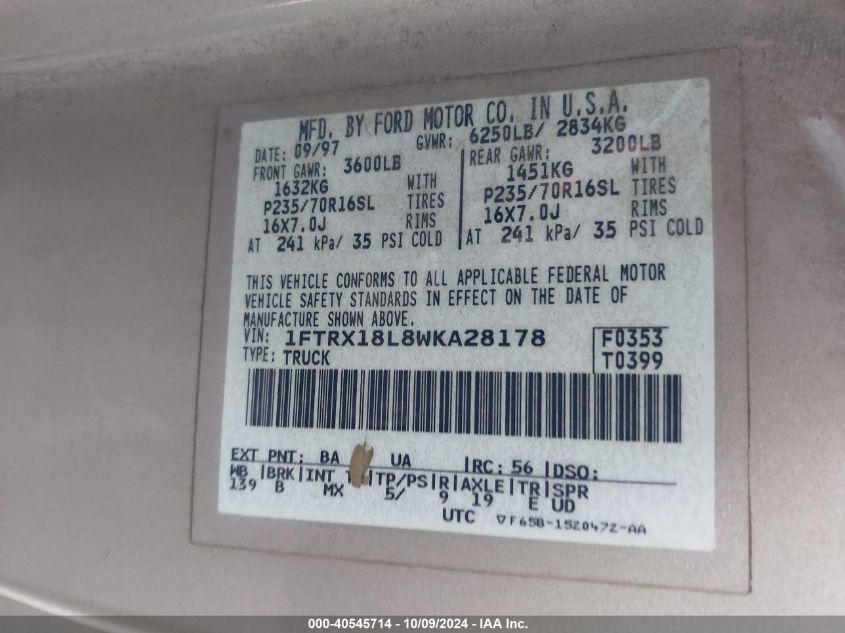 MFD. BY FORD MOTOR CO. IN U.S.A.
DATE: 09/97 GVWR: 6250LB/ 2834KG
FRONT GAWR: 3600LB
1632KG WITH
P235/70R16SL TIRES
16X7.0J RIMS
AT 241 kPa/ 35 PSI COLD
REAR GAWR: 3200LB
1451KG WITH
P235/70R16SL TIRES
16X7.0J RIMS
AT 241 kPa/ 35 PSI COLD
THIS VEHICLE CONFORMS TO ALL APPLICABLE FEDERAL MOTOR
VEHICLE SAFETY STANDARDS IN EFFECT ON THE DATE OF
MANUFACTURE SHOWN ABOVE.
VIN: 1FTRX18L8WKA28178 F0353
TYPE: TRUCK T0399
EXT PNT: BA UA |RC: 56 |DSO:
WB |BRK|INT |TP/PS|R|AXLE|TR|SPR
139 B MX 5/ 9 19 E UD
UTC ▽F65B-1520472-AA
000-40545714 - 10/09/2024 - IAA Inc.